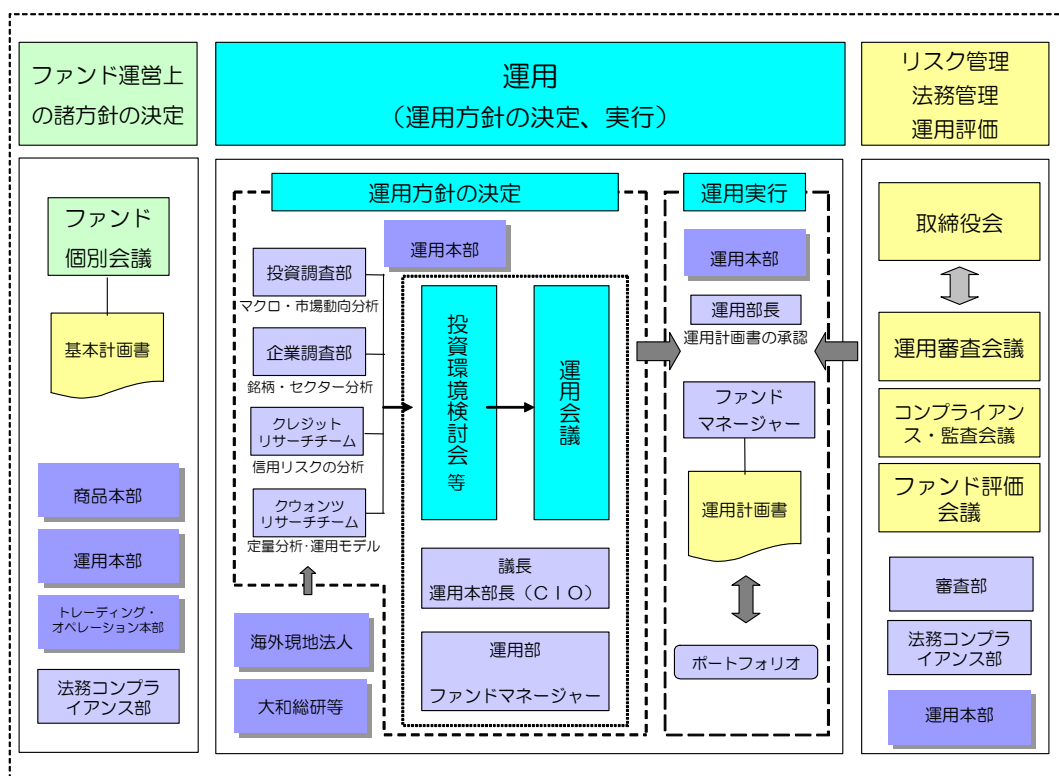 ファンド運営上
の諸方針の決定
運用
（運用方針の決定、実行）
リスク管理
法務管理
運用評価
ファンド
個別会議
基本計画書
商品本部
運用本部
トレーディング・
オペレーション本部
法務コンプラ
イアンス部
運用方針の決定
運用本部
投資調査部
マクロ・市場動向分析
企業調査部
銘柄・セクター分析
クレジット
リサーチチーム
信用リスクの分析
クウォンツ
リサーチチーム
定量分析・運用モデル
海外現地法人
大和総研等
投資環境検討会等
運用会議
議長
運用本部長（ＣＩＯ）
運用部
ファンドマネージャー
運用実行
運用本部
運用部長
運用計画書の承認
ファンド
マネージャー
運用計画書
ポートフォリオ
取締役会
運用審査会議
コンプライアン
ス・監査会議
ファンド評価
会議
審査部
法務コンプラ
イアンス部
運用本部